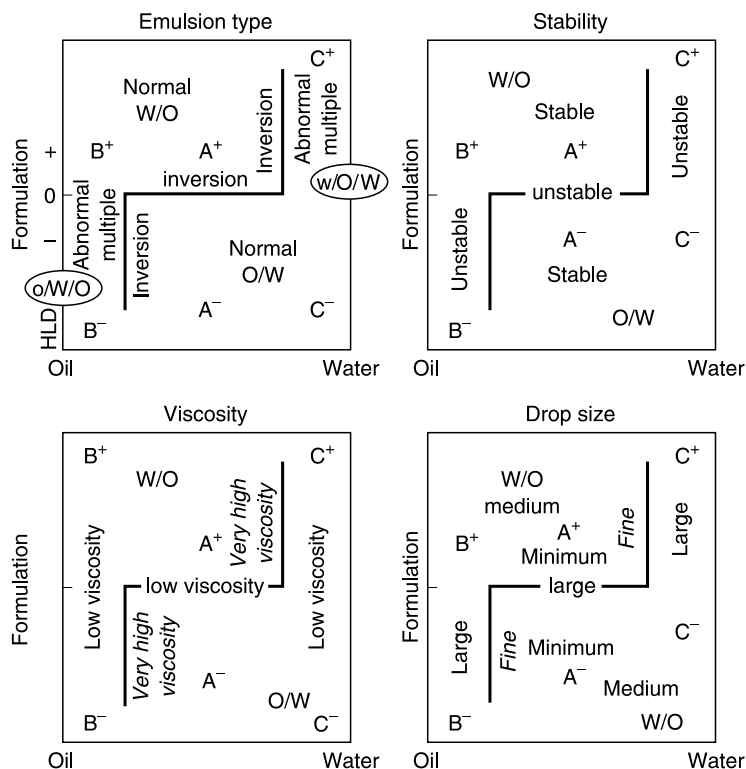 Emulsion type
C+
Normal
W/O
Inversion
Abnormal
multiple
B+
A+
inversion
w/O/W
Formulation
+
0
−
HLD
Abnormal
multiple
Inversion
o/W/O
Normal
O/W
B−
A−
C−
Oil
Water
Stability
C+
W/O
Stable
Unstable
B+
A+
unstable
Formulation
Unstable
A−
C−
Stable
O/W
B−
Oil
Water
Viscosity
B+
C+
W/O
Very high
viscosity
A+
Low viscosity
low viscosity
Low viscosity
Formulation
Very high
viscosity
A−
O/W
B−
C−
Oil
Water
Drop size
C+
W/O
medium
A+
B+
Minimum
Fine
Large
large
Formulation
Large
Fine
Minimum
C−
A−
Medium
B−
W/O
Oil
Water